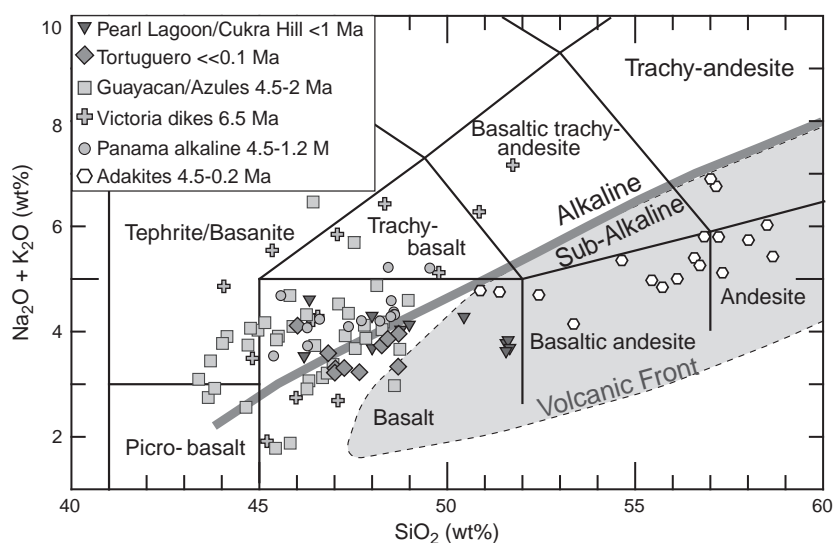 10
8
6
4
2
Na2O + K2O (wt%)
Pearl Lagoon/Cukra Hill <1 Ma
Tortuguero <<0.1 Ma
Guayacan/Azules 4.5-2 Ma
Victoria dikes 6.5 Ma
Panama alkaline 4.5-1.2 M
Adakites 4.5-0.2 Ma
Trachy-andesite
Basaltic trachy-
andesite
Alkaline
Sub-Alkaline
Tephrite/Basanite
Trachy-
basalt
Basaltic andesite
Andesite
Volcanic Front
Basalt
Picro-basalt
40
45
50
55
60
SiO2 (wt%)